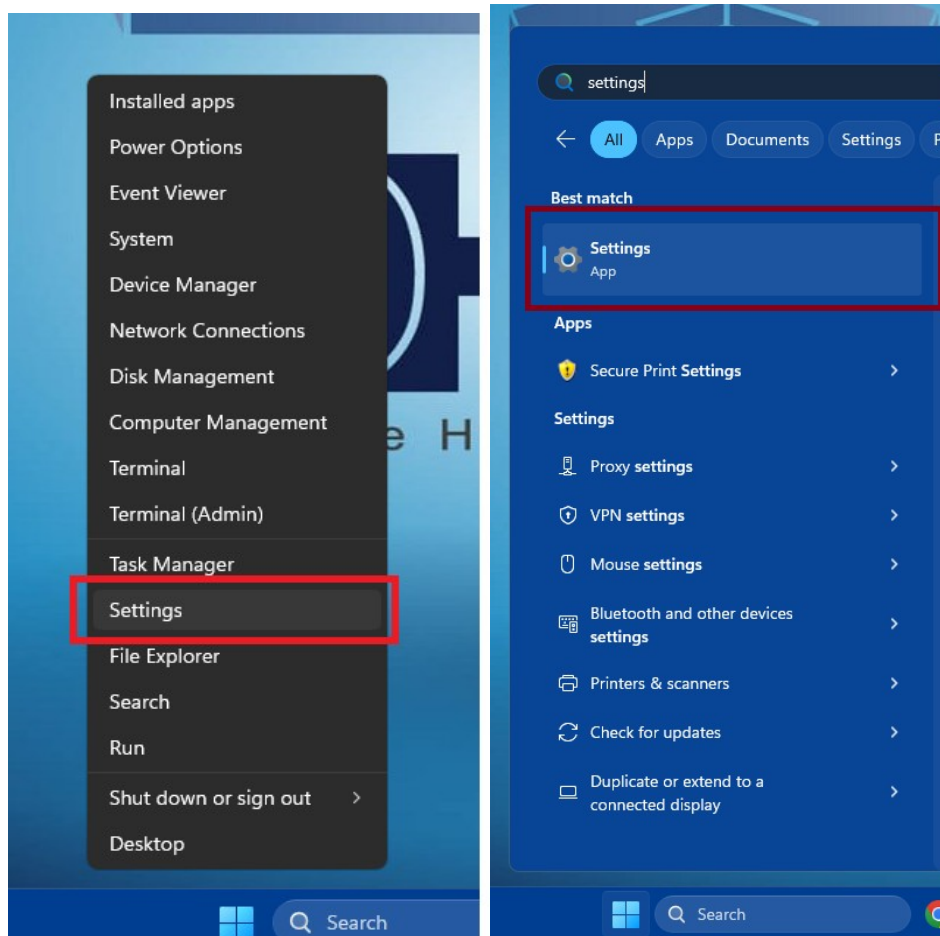 Installed apps
Power Options
Event Viewer
System
Device Manager
Network Connections
Disk Management
Computer Management
Terminal
Terminal (Admin)
Task Manager
Settings
File Explorer
Search
Run
Shut down or sign out
Desktop
e H
Search
settings
All Apps Documents Settings
Best match
Settings
App
Apps
Secure Print Settings
Settings
Proxy settings
VPN settings
Mouse settings
Bluetooth and other devices
settings
Printers & scanners
Check for updates
Duplicate or extend to a
connected display
Search